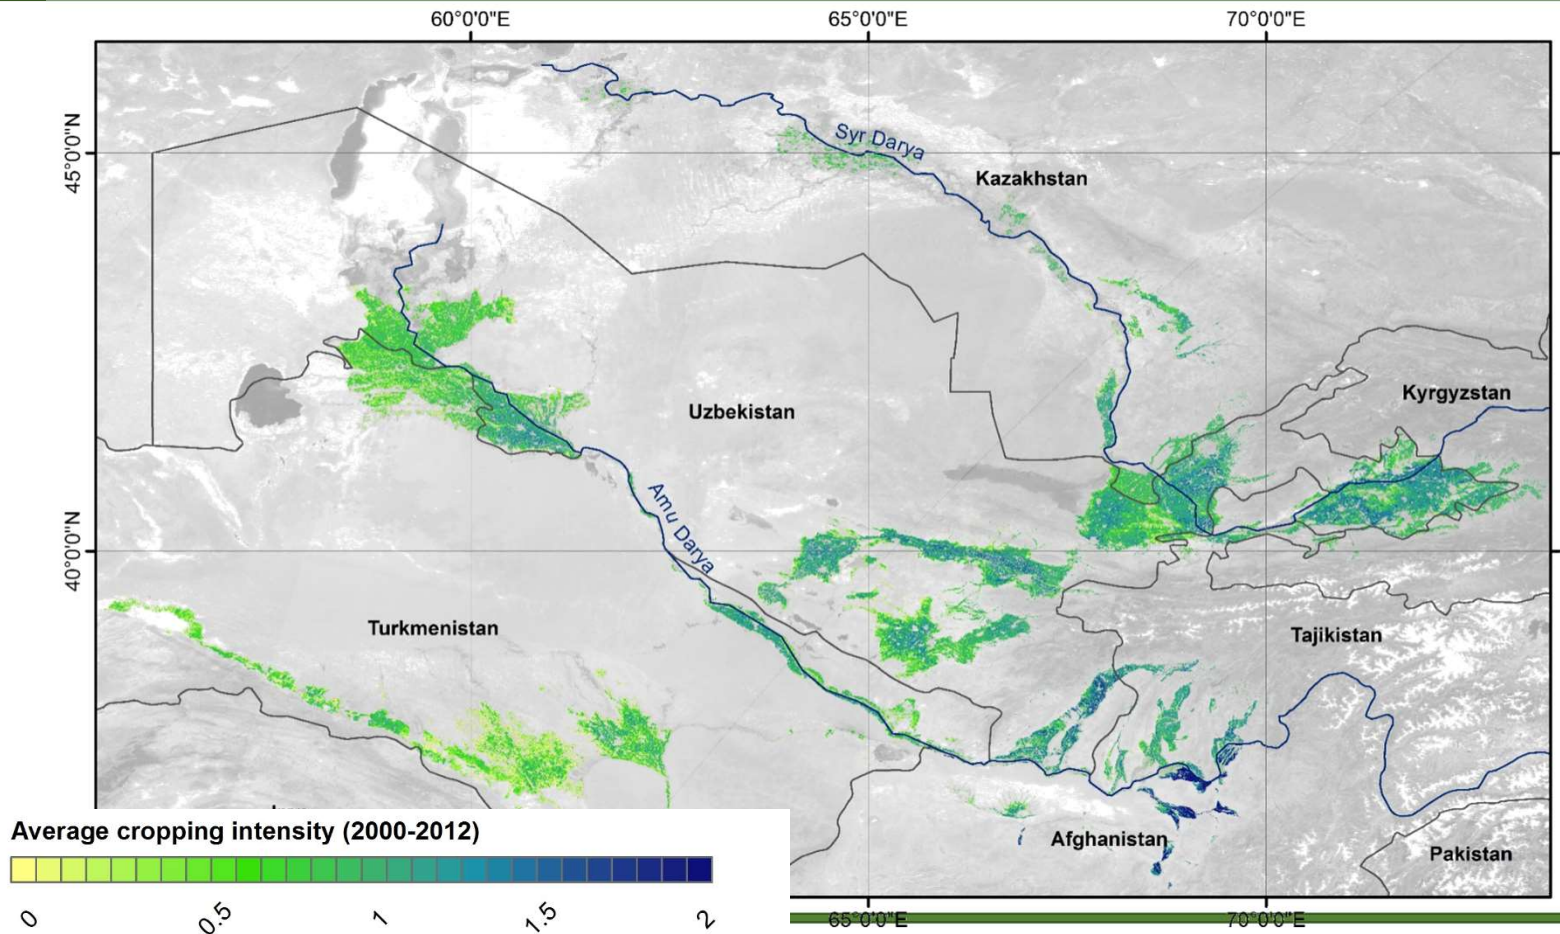 60°0'0"E 65°0'0"E 70°0'0"E
45°0'0"N
Syr Darya
Kazakhstan
Kyrgyzstan
Uzbekistan
Amu Darya
40°0'0"N
Turkmenistan
Tajikistan
Afghanistan
Pakistan
Average cropping intensity (2000-2012)
0 0.5 1 1.5 2
65°0'0"E 70°0'0"E